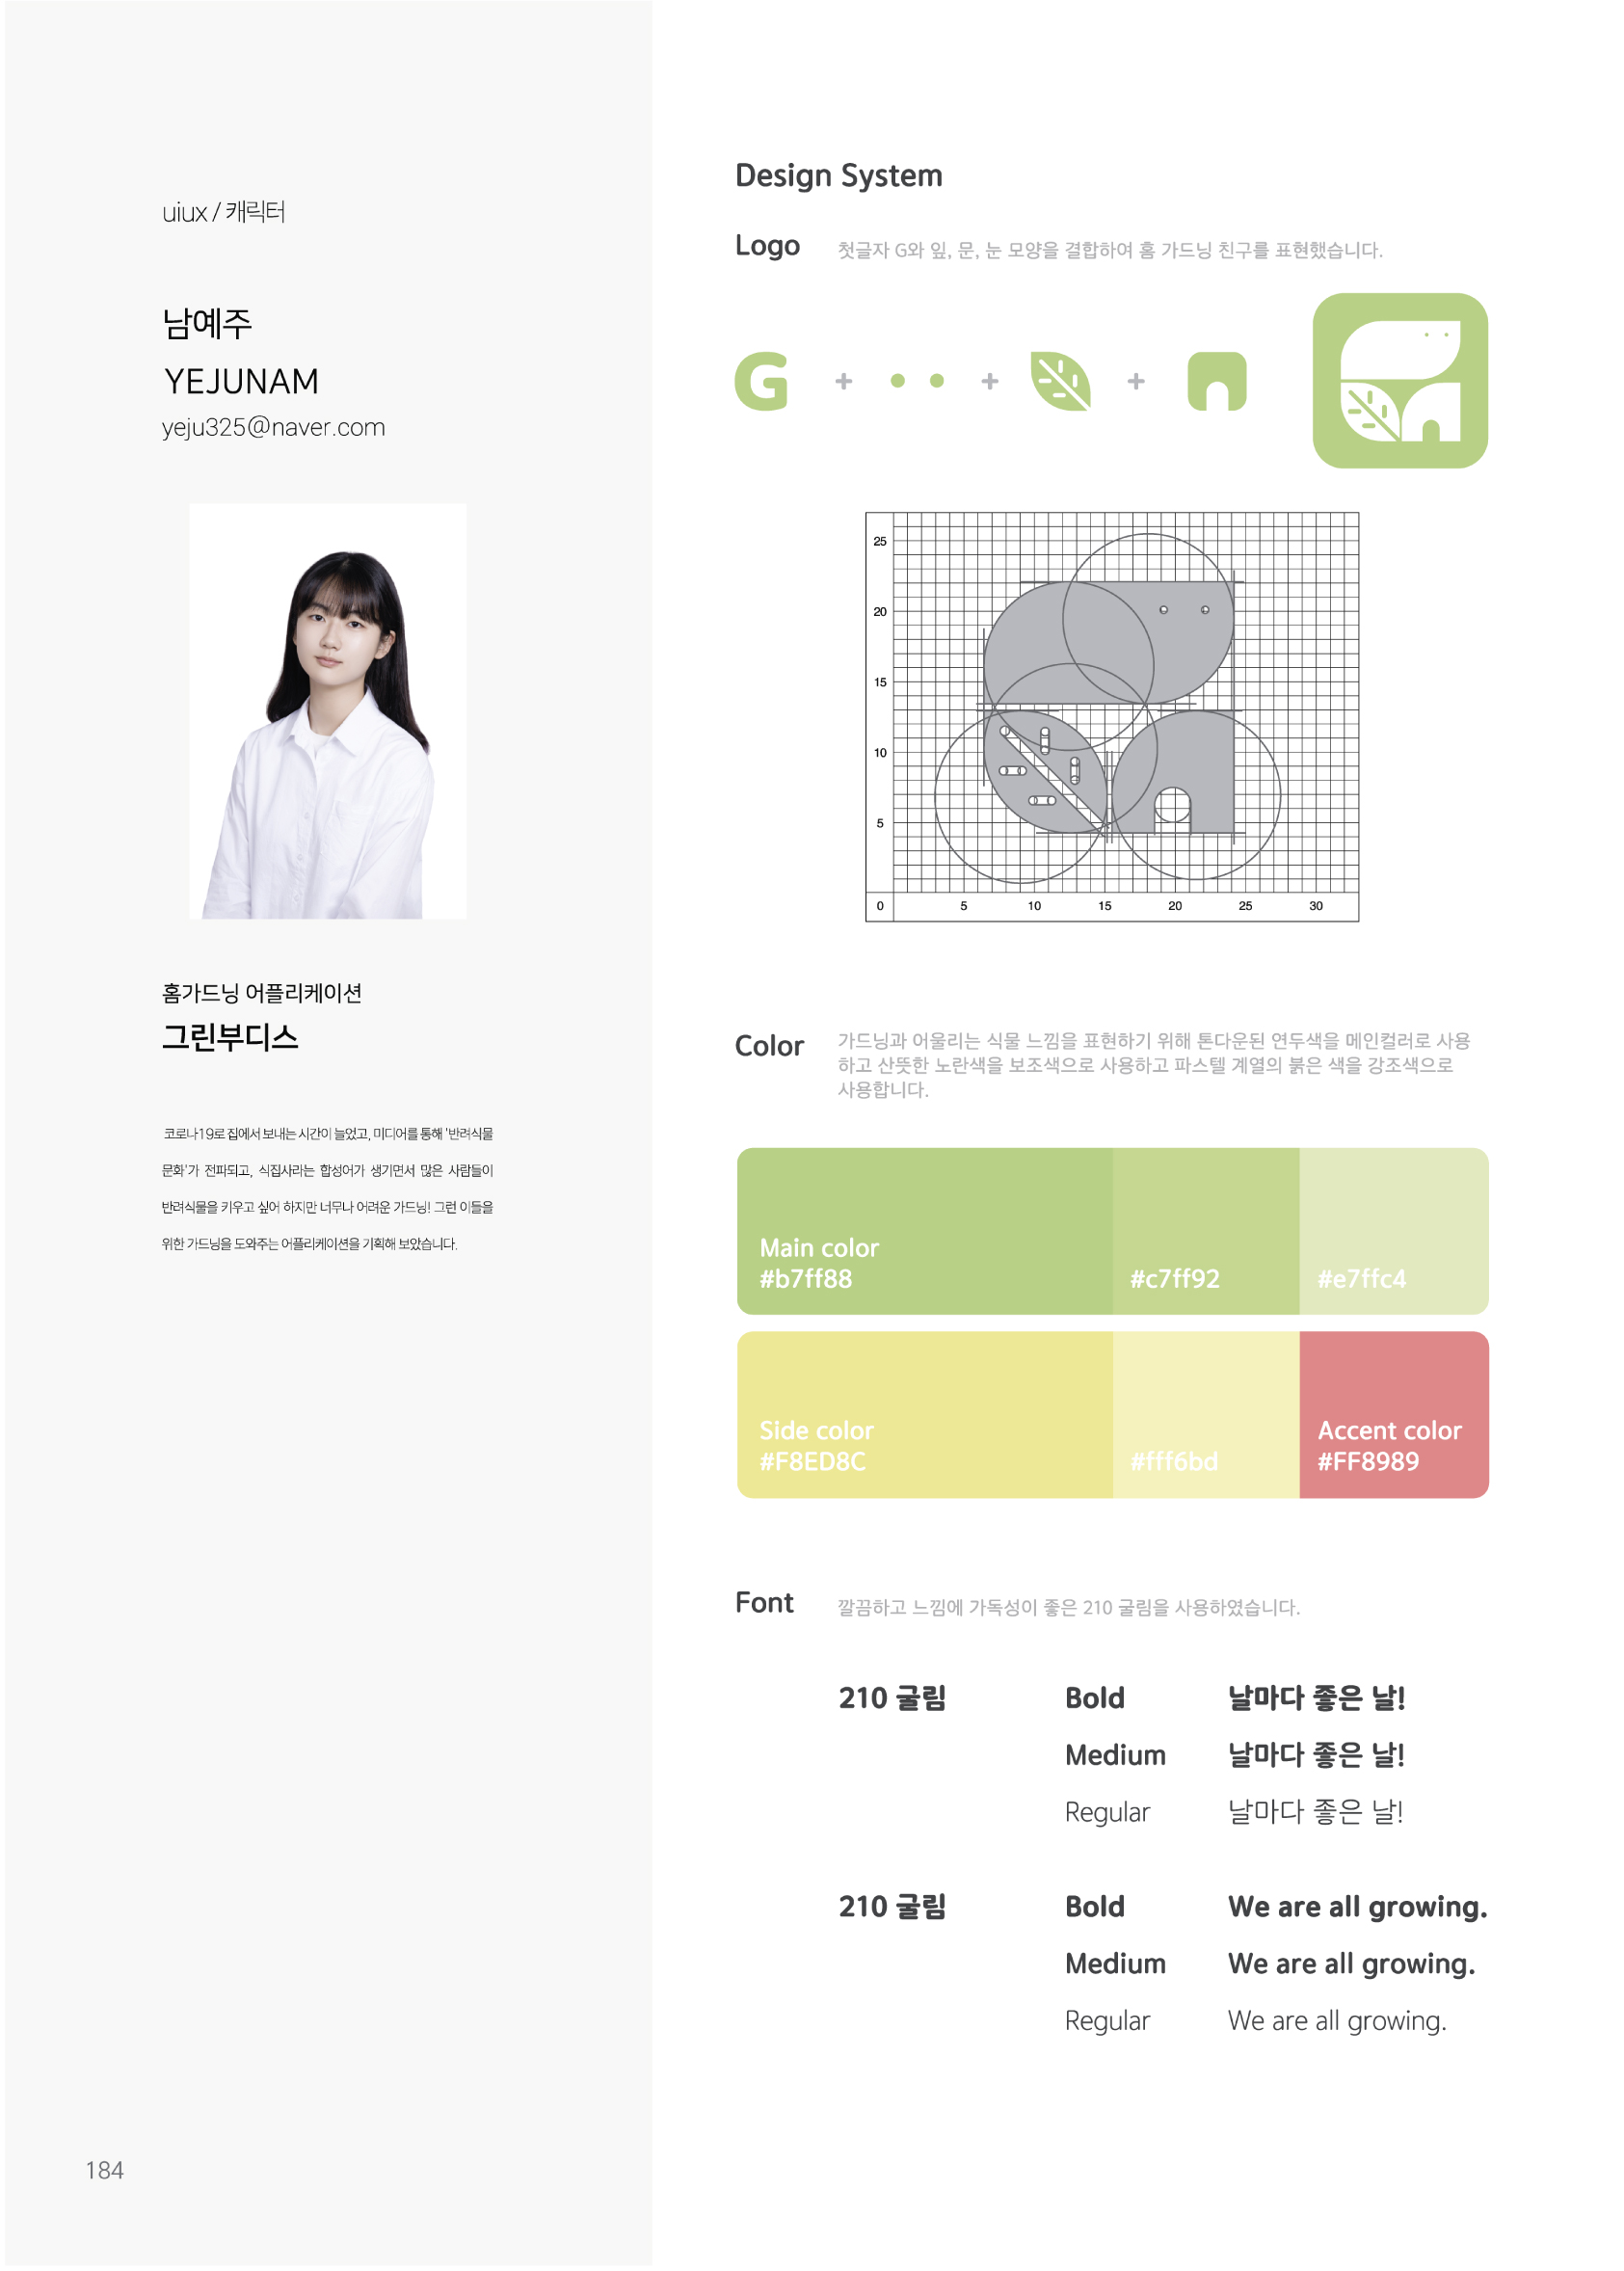 uiux / 캐릭터
남예주
YEJUNAM
yeju325@naver.com
홈가드닝 어플리케이션
그린부디스
코로나19로 집에서 보내는 시간이 늘었고, 미디어를 통해 '반려식물
문화'가 전파되고, 식집사라는 합성어가 생기면서 많은 사람들이
반려식물을 키우고 싶어 하지만 너무나 어려운 가드닝! 그런 이들을
위한 가드닝을 도와주는 어플리케이션을 기획해 보았습니다.
184
Design System
Logo 첫글자 G와 잎, 문, 눈 모양을 결합하여 홈 가드닝 친구를 표현했습니다.
G + + +
25
20
15
10
5
0 5 10 15 20 25 30
Color 가드닝과 어울리는 식물 느낌을 표현하기 위해 톤다운된 연두색을 메인컬러로 사용
하고 산뜻한 노란색을 보조색으로 사용하고 파스텔 계열의 붉은 색을 강조색으로
사용합니다.
Main color
#b7ff88 #c7ff92 #e7ffc4
Side color Accent color
#F8ED8C #fff6bd #FF8989
Font 깔끔하고 느낌에 가독성이 좋은 210 굴림을 사용하였습니다.
210 굴림 Bold 날마다 좋은 날!
Medium 날마다 좋은 날!
Regular 날마다 좋은 날!
210 굴림 Bold We are all growing.
Medium We are all growing.
Regular We are all growing.